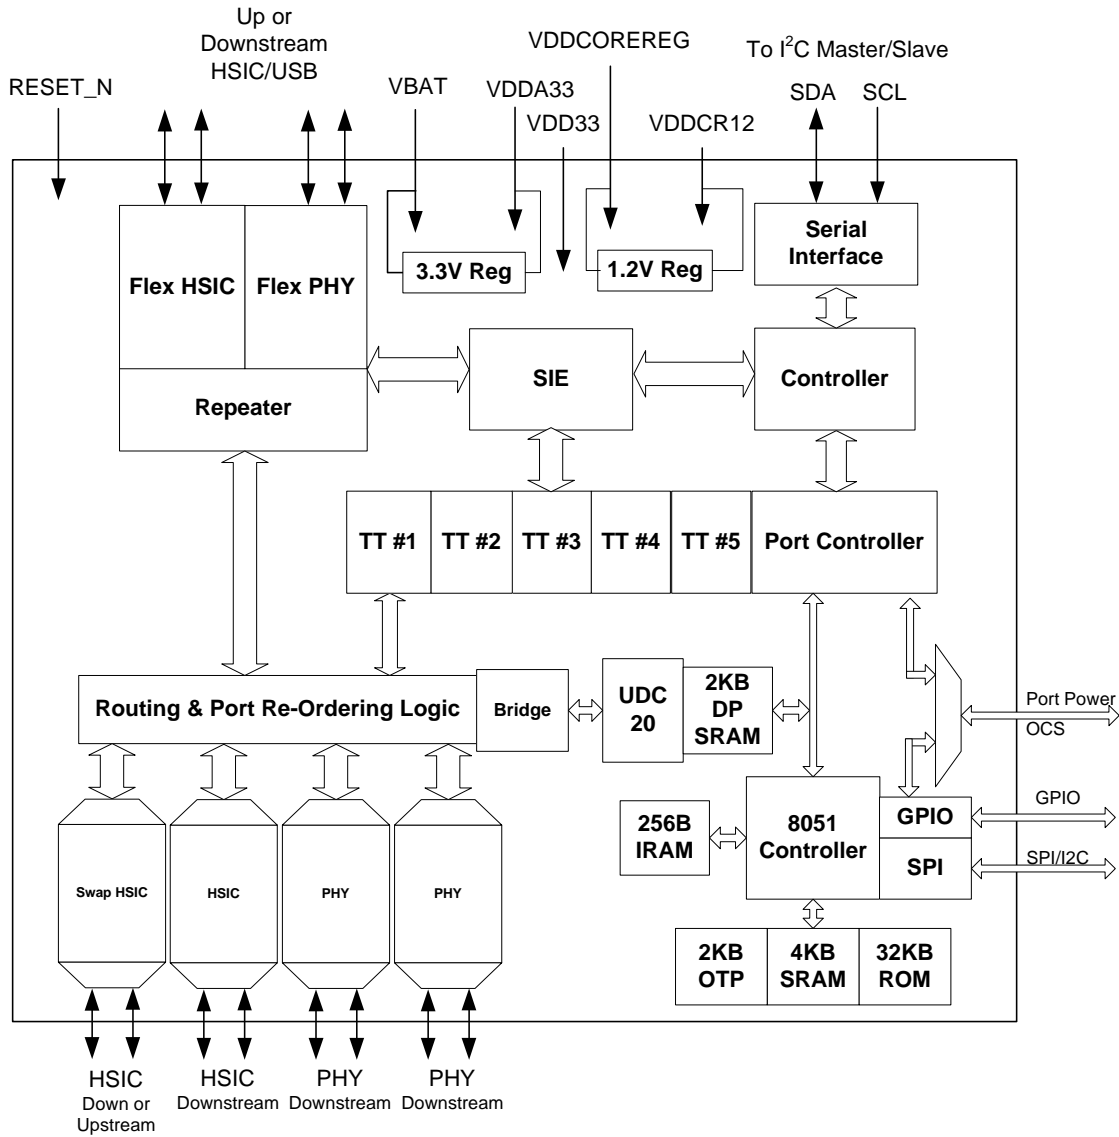 Up or
Downstream
HSIC/USB
RESET_N
VBAT
VDDA33
VDDCOREREG
VDD33
VDDCR12
To I²C Master/Slave
SDA
SCL
Flex HSIC
Flex PHY
3.3V Reg
1.2V Reg
Serial
Interface
Repeater
SIE
Controller
TT #1
TT #2
TT #3
TT #4
TT #5
Port Controller
Routing & Port Re-Ordering Logic
Bridge
UDC
20
2KB
DP
SRAM
Port Power
OCS
Swap HSIC
HSIC
PHY
PHY
256B
IRAM
8051
Controller
GPIO
SPI
GPIO
SPI/I2C
2KB
OTP
4KB
SRAM
32KB
ROM
HSIC
Down or
Upstream
HSIC
Downstream
PHY
Downstream
PHY
Downstream